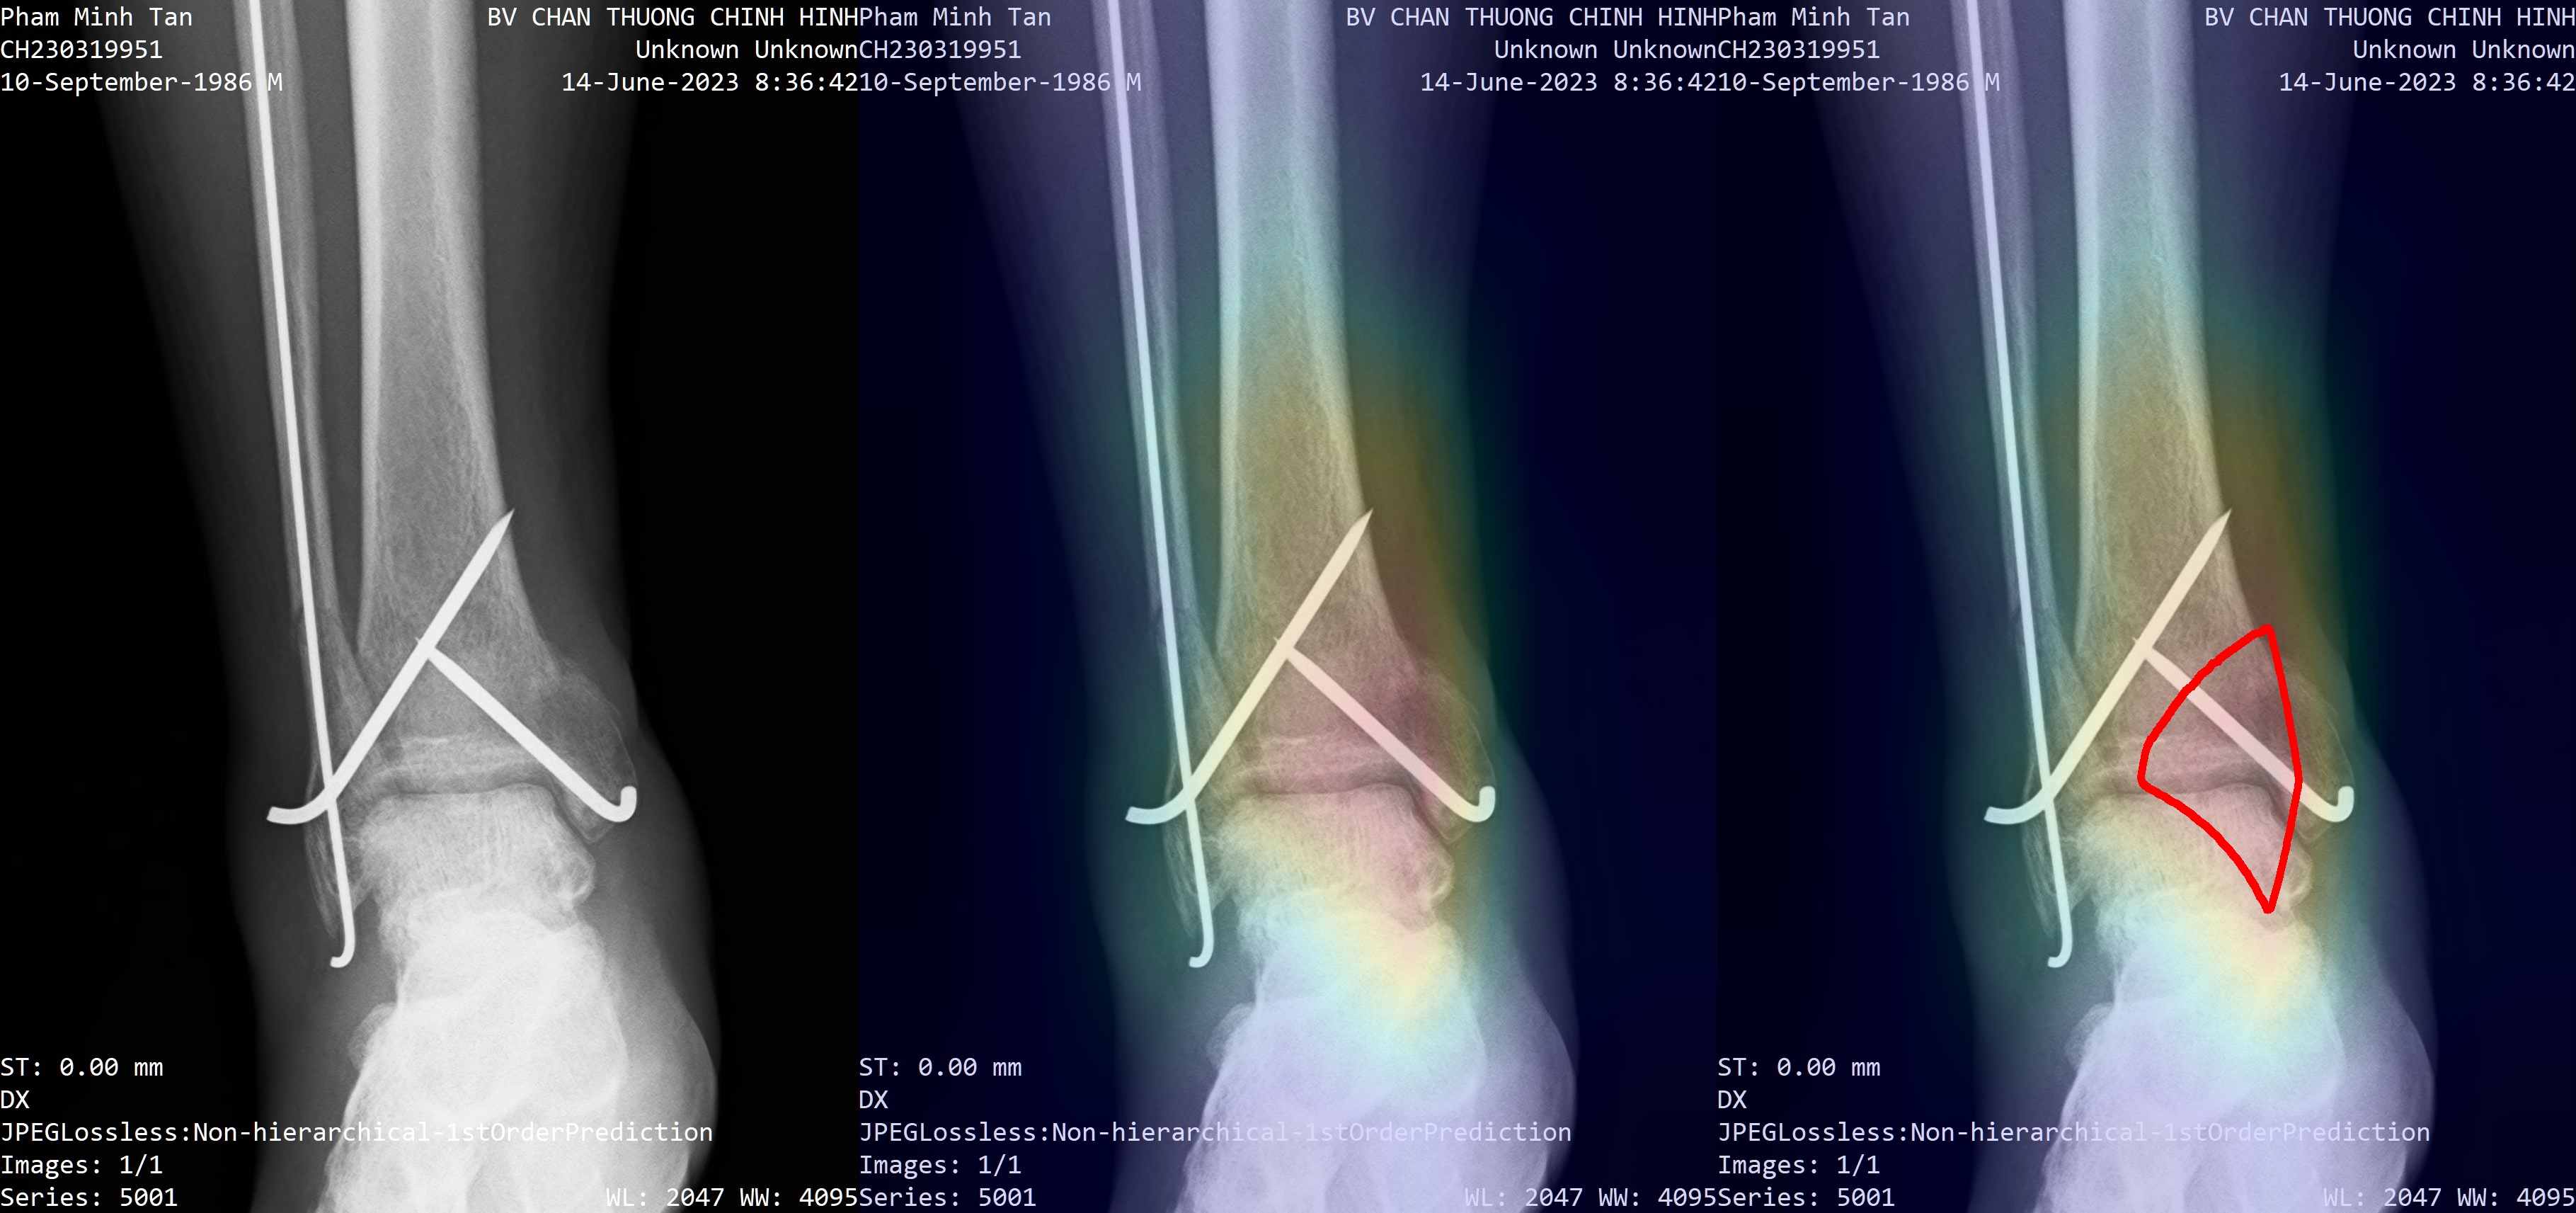 Pham Minh Tan
CH230319951
10-September-1986 M
BV CHAN THUONG CHINH HINH
Unknown Unknown
14-June-2023 8:36:42
ST: 0.00 mm
DX
JPEGLossless:Non-hierarchical-1stOrderPrediction
Images: 1/1
Series: 5001
WL: 2047 WW: 4095
Pham Minh Tan
CH230319951
10-September-1986 M
BV CHAN THUONG CHINH HINH
Unknown Unknown
14-June-2023 8:36:42
ST: 0.00 mm
DX
JPEGLossless:Non-hierarchical-1stOrderPrediction
Images: 1/1
Series: 5001
WL: 2047 WW: 4095
Pham Minh Tan
CH230319951
10-September-1986 M
BV CHAN THUONG CHINH HINH
Unknown Unknown
14-June-2023 8:36:42
ST: 0.00 mm
DX
JPEGLossless:Non-hierarchical-1stOrderPrediction
Images: 1/1
Series: 5001
WL: 2047 WW: 4095